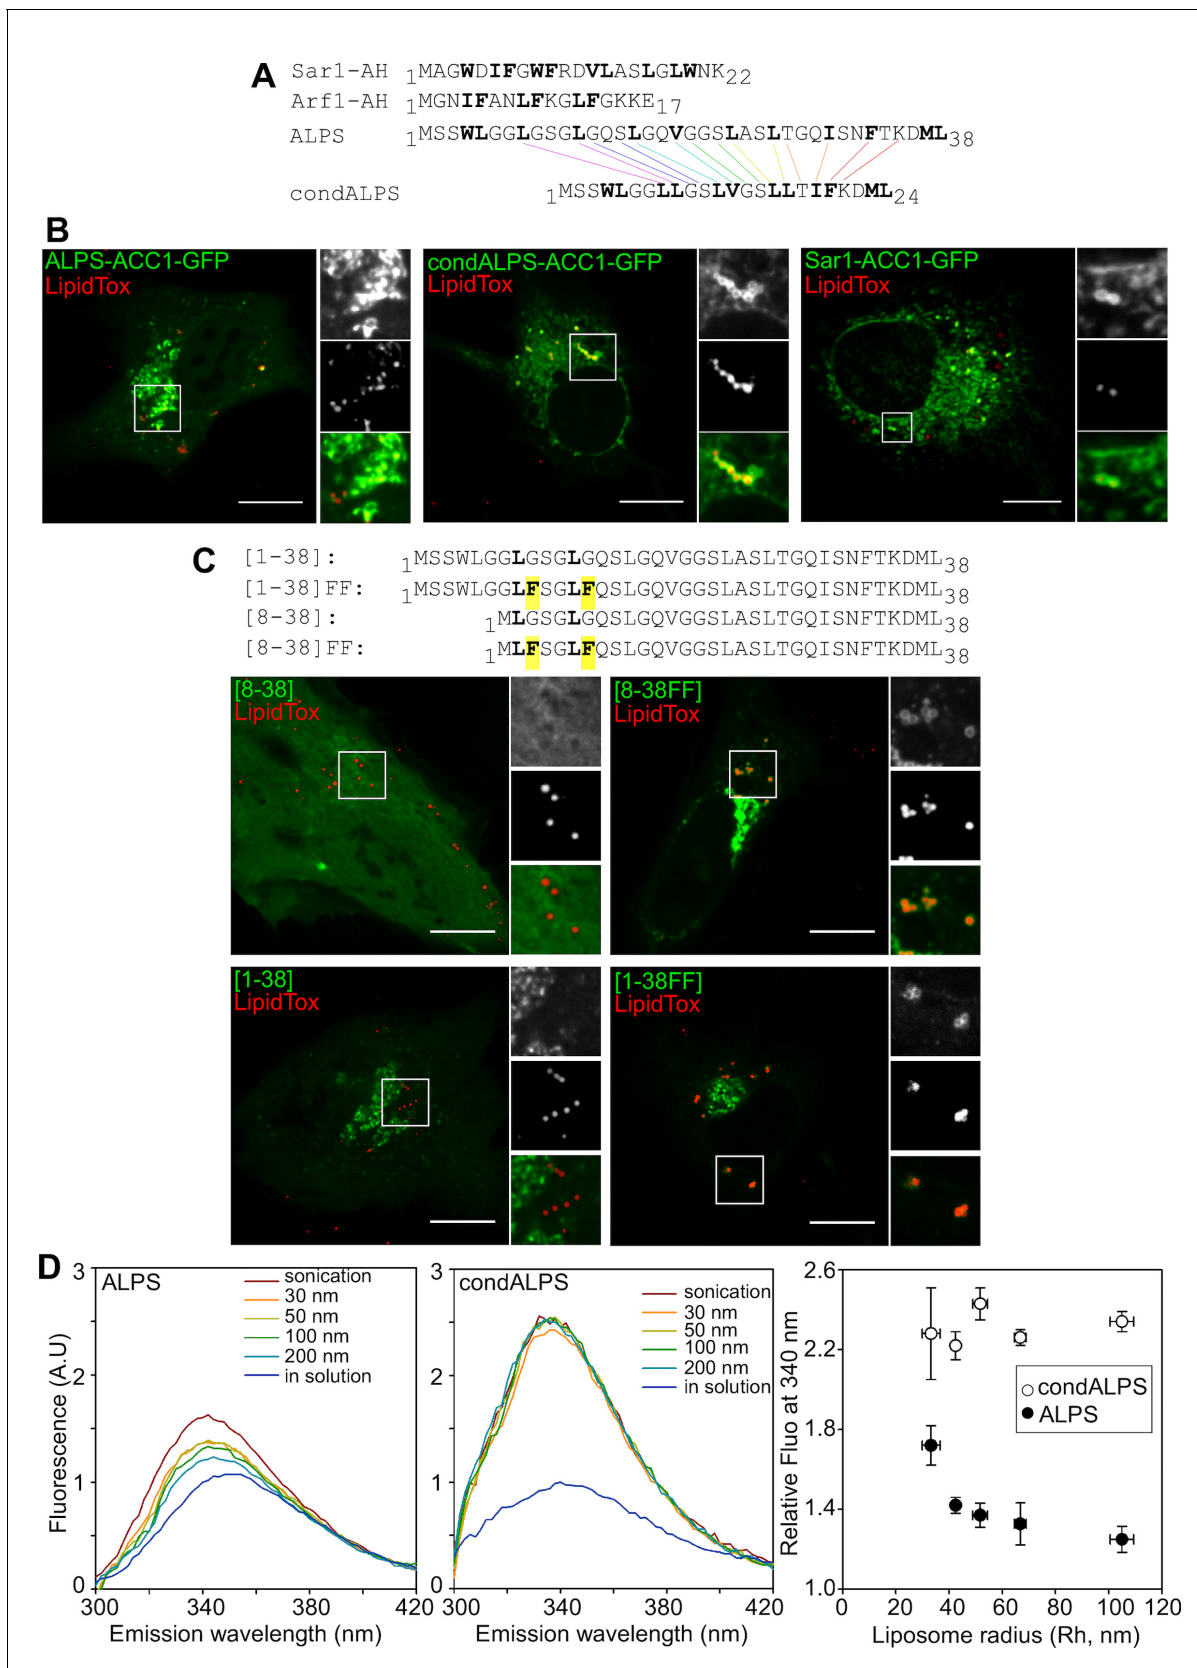 A
Sar1-AH 1MAGWDIFGWFRDVLASLGLWNK22
Arf1-AH 1MGNIFANLFKGLFGKKE17
ALPS 1MSSWLGGLGSGLGQSLGQVGGSLASLTGQISNFTKDML38
condALPS 1MSSWLGGLLGSLVGSLLTIFKDML24
B
ALPS-ACC1-GFP
LipidTox
condALPS-ACC1-GFP
LipidTox
Sar1-ACC1-GFP
LipidTox
C
[1-38]: 1MSSWLGGLGSGLGQSLGQVGGSLASLTGQISNFTKDML38
[1-38]FF: 1MSSWLGGLFSGLFQSLGQVGGSLASLTGQISNFTKDML38
[8-38]: 1MLGSGLGQSLGQVGGSLASLTGQISNFTKDML38
[8-38]FF: 1MLFSGLFQSLGQVGGSLASLTGQISNFTKDML38
[8-38]
LipidTox
[8-38FF]
LipidTox
[1-38]
LipidTox
[1-38FF]
LipidTox
D
ALPS
sonication
30 nm
50 nm
100 nm
200 nm
in solution
Fluorescence (A.U)
3
2
1
0
300 340 380 420
Emission wavelength (nm)
condALPS
sonication
30 nm
50 nm
100 nm
200 nm
in solution
3
2
1
0
300 340 380 420
Emission wavelength (nm)
Relative Fluo at 340 nm
2.6
2.2
1.8
1.4
1.0
condALPS
ALPS
0 20 40 60 80 100 120
Liposome radius (Rh, nm)